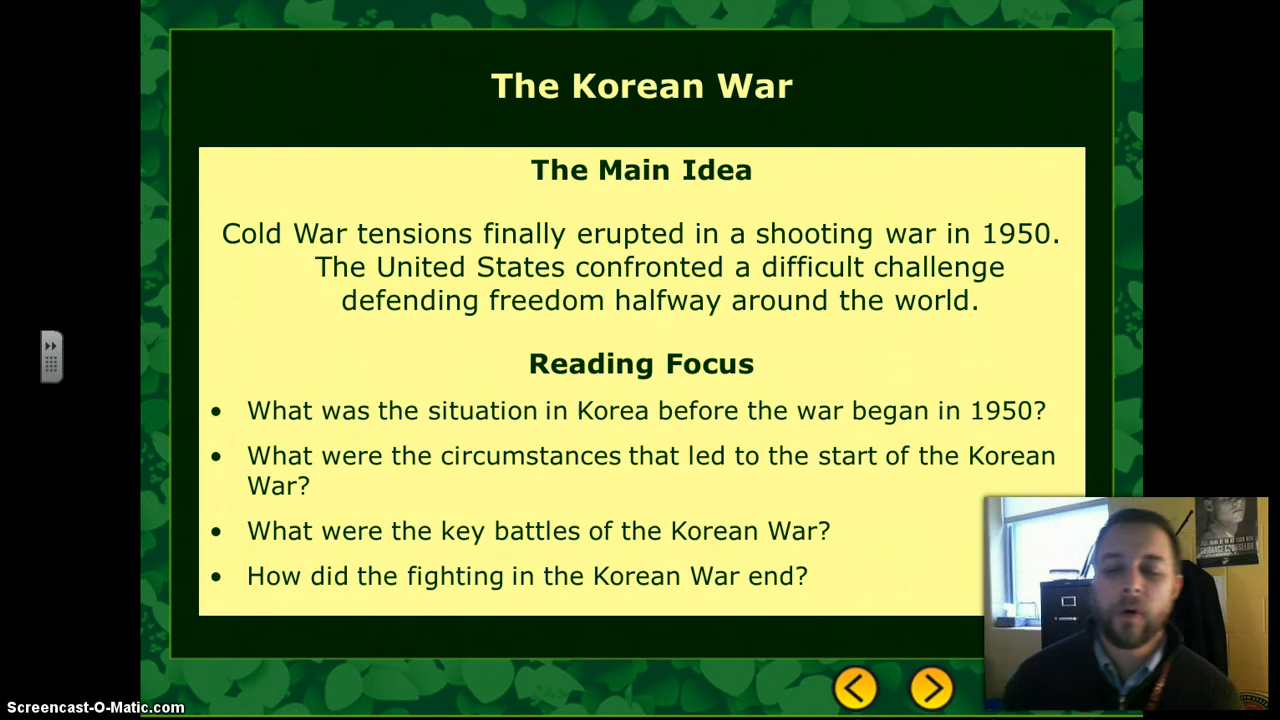 The Korean War
The Main Idea
Cold War tensions finally erupted in a shooting war in 1950.
The United States confronted a difficult challenge
defending freedom halfway around the world.
Reading Focus
• What was the situation in Korea before the war began in 1950?
• What were the circumstances that led to the start of the Korean
War?
• What were the key battles of the Korean War?
• How did the fighting in the Korean War end?
GUIDANCE COUNSELOR
Screencast-O-Matic.com